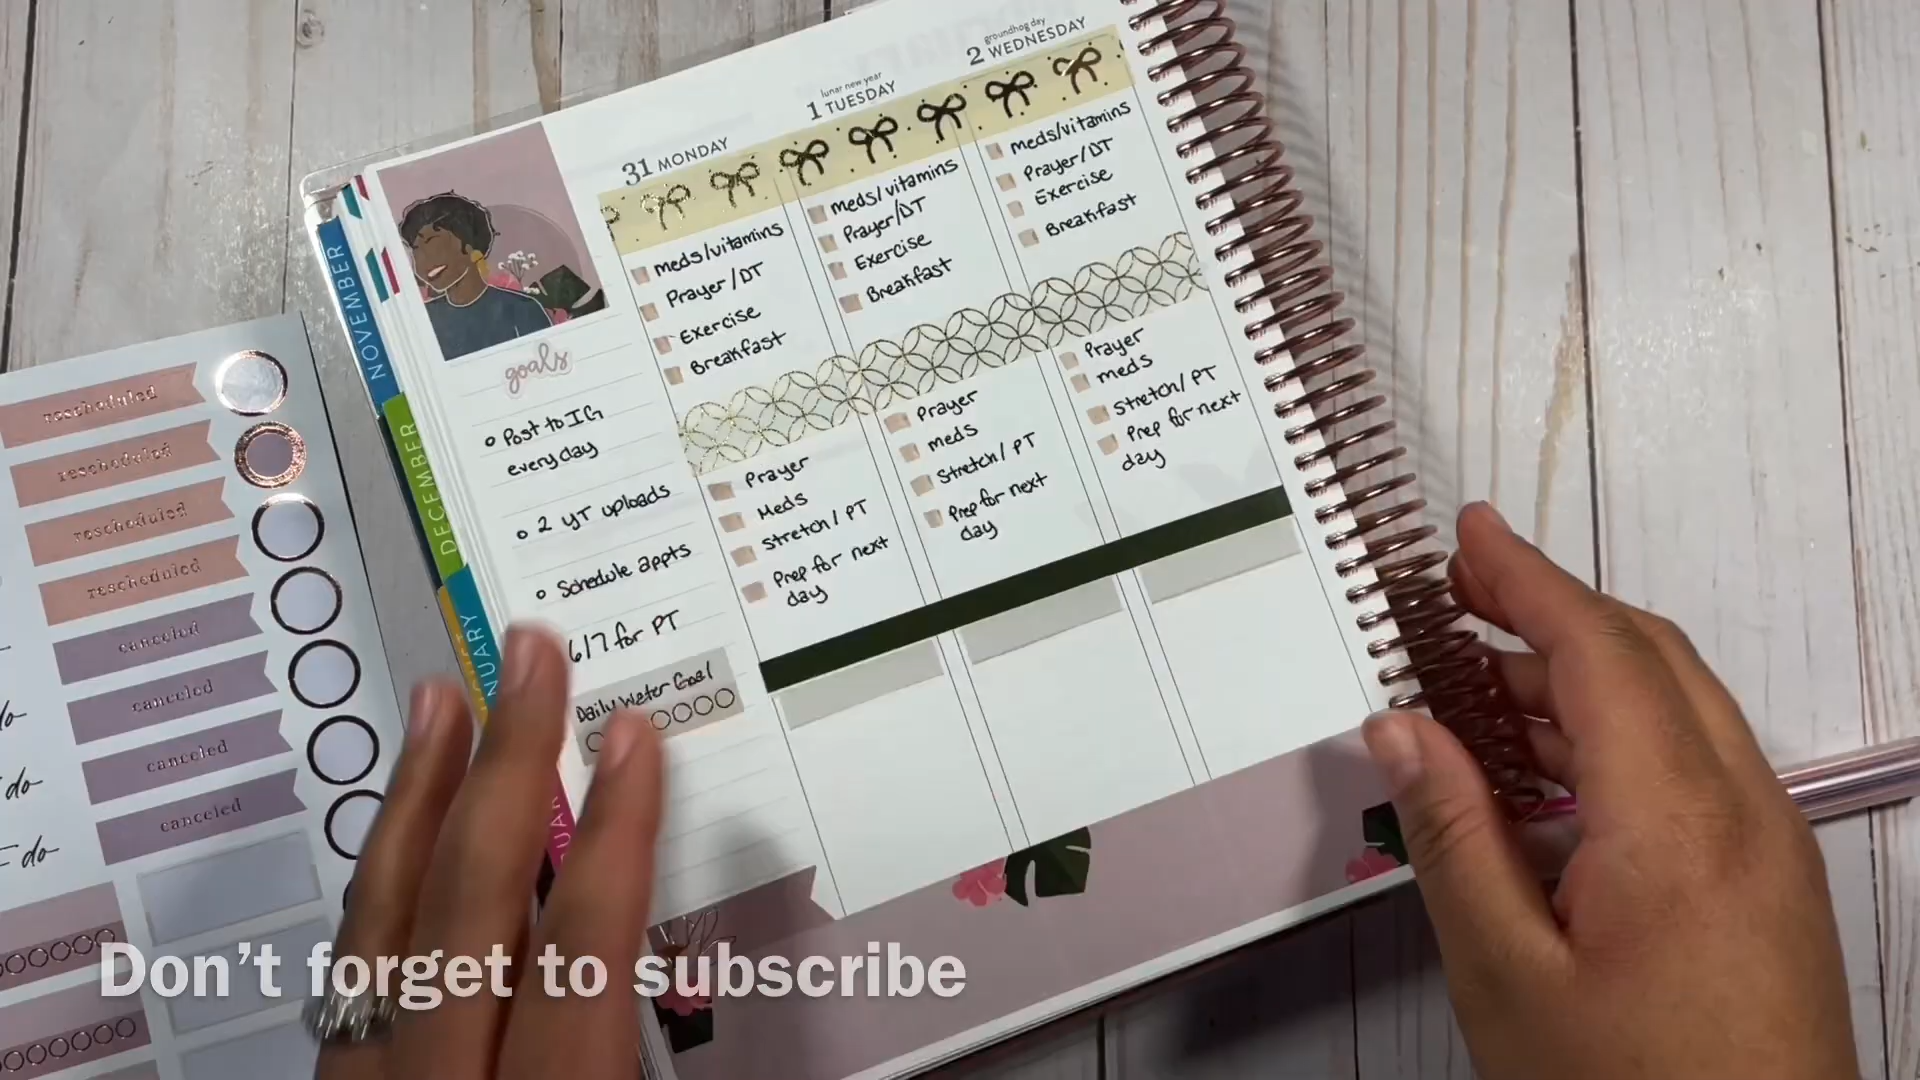 31 MONDAY
lunar new year
1 TUESDAY
groundhog day
2 WEDNESDAY
meds/vitamins
Prayer/DT
Exercise
Breakfast
meds/vitamins
Prayer/DT
Exercise
Breakfast
meds/vitamins
Prayer/DT
Exercise
Breakfast
Prayer
Meds
Stretch/PT
Prep for next
day
Prayer
meds
Stretch/PT
Prep for next
day
Prayer
meds
Stretch/PT
Prep for next
day
goals
Post to IG
everyday
2 YT uploads
Schedule appts
6/7 for PT
Daily Water Goal
NOVEMBER
DECEMBER
rescheduled
rescheduled
rescheduled
rescheduled
canceled
canceled
canceled
canceled
do
do
do
Don't forget to subscribe